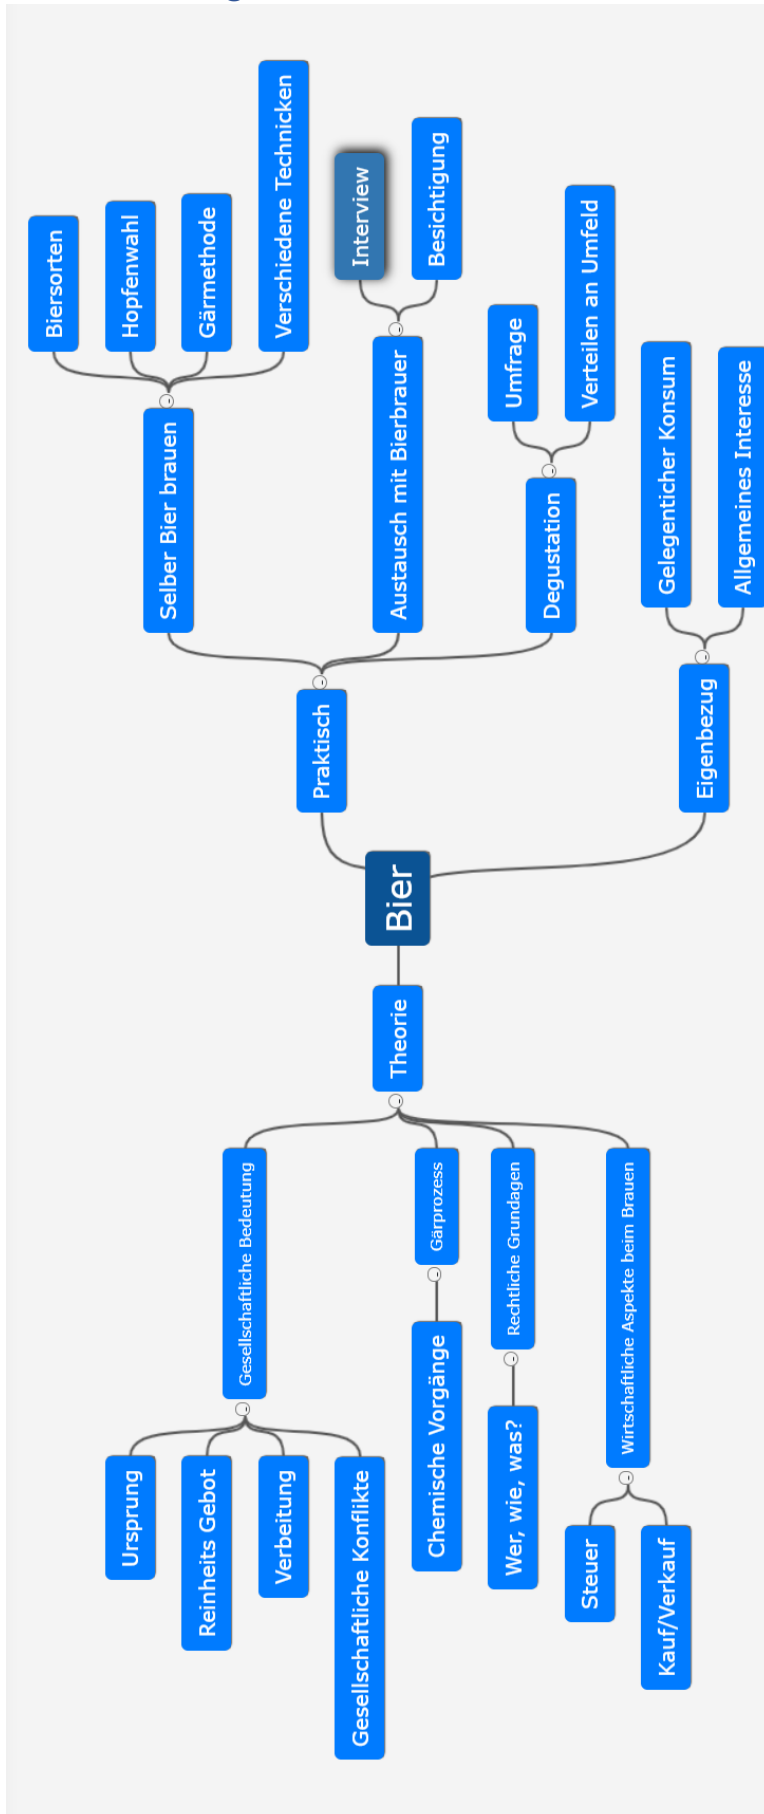 Bier
Praktisch
Selber Bier brauen
Biersorten
Hopfenwahl
Gärmethode
Verschiedene Technicken
Austausch mit Bierbrauer
Interview
Besichtigung
Degustation
Umfrage
Verteilen an Umfeld
Eigenbezug
Gelegenticher Konsum
Allgemeines Interesse
Theorie
Gesellschaftliche Bedeutung
Ursprung
Reinheits Gebot
Verbeitung
Gesellschaftliche Konflikte
Gärprozess
Chemische Vorgänge
Rechtliche Grundagen
Wer, wie, was?
Wirtschaftliche Aspekte beim Brauen
Steuer
Kauf/Verkauf